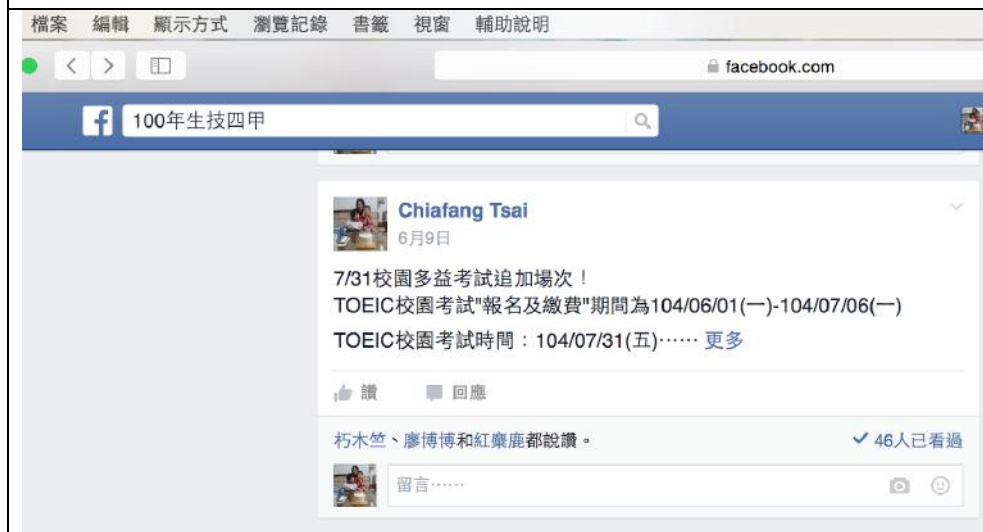 檔案 編輯 顯示方式 瀏覽記錄 書籤 視窗 輔助說明
facebook.com
f 100年生技四甲
Chiafang Tsai
6月9日
7/31校園多益考試追加場次！
TOEIC校園考試"報名及繳費"期間為104/06/01(一)-104/07/06(一)
TOEIC校園考試時間：104/07/31(五)⋯⋯ 更多
讚 回應
朽木竺、廖博博和紅麋鹿都說讚。 ✓ 46人已看過
留言⋯⋯